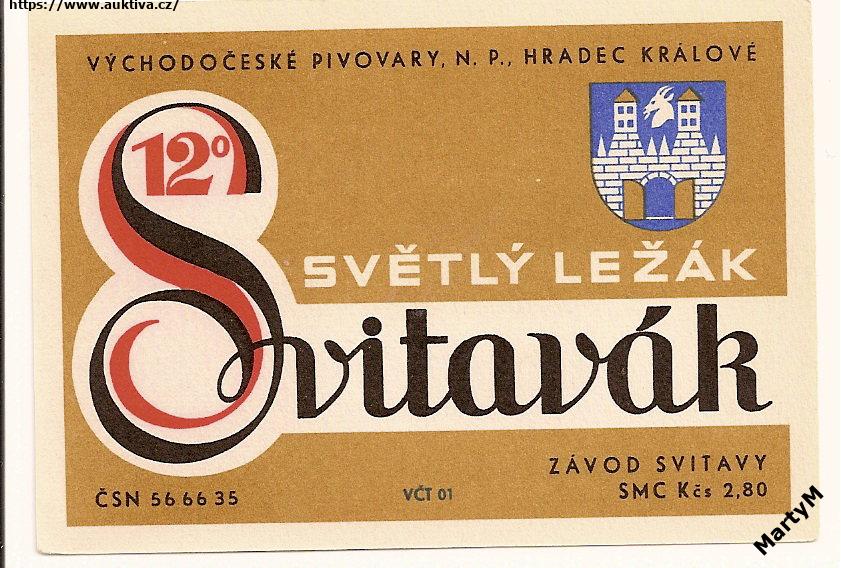 https://www.auktiva.cz/
VÝCHODOČESKÉ PIVOVARY, N. P., HRADEC KRÁLOVÉ
12°
SVĚTLÝ LEŽÁK
Svitavák
ZÁVOD SVITAVY
ČSN 56 66 35
VČT 01
SMC Kčs 2,80
MartyM